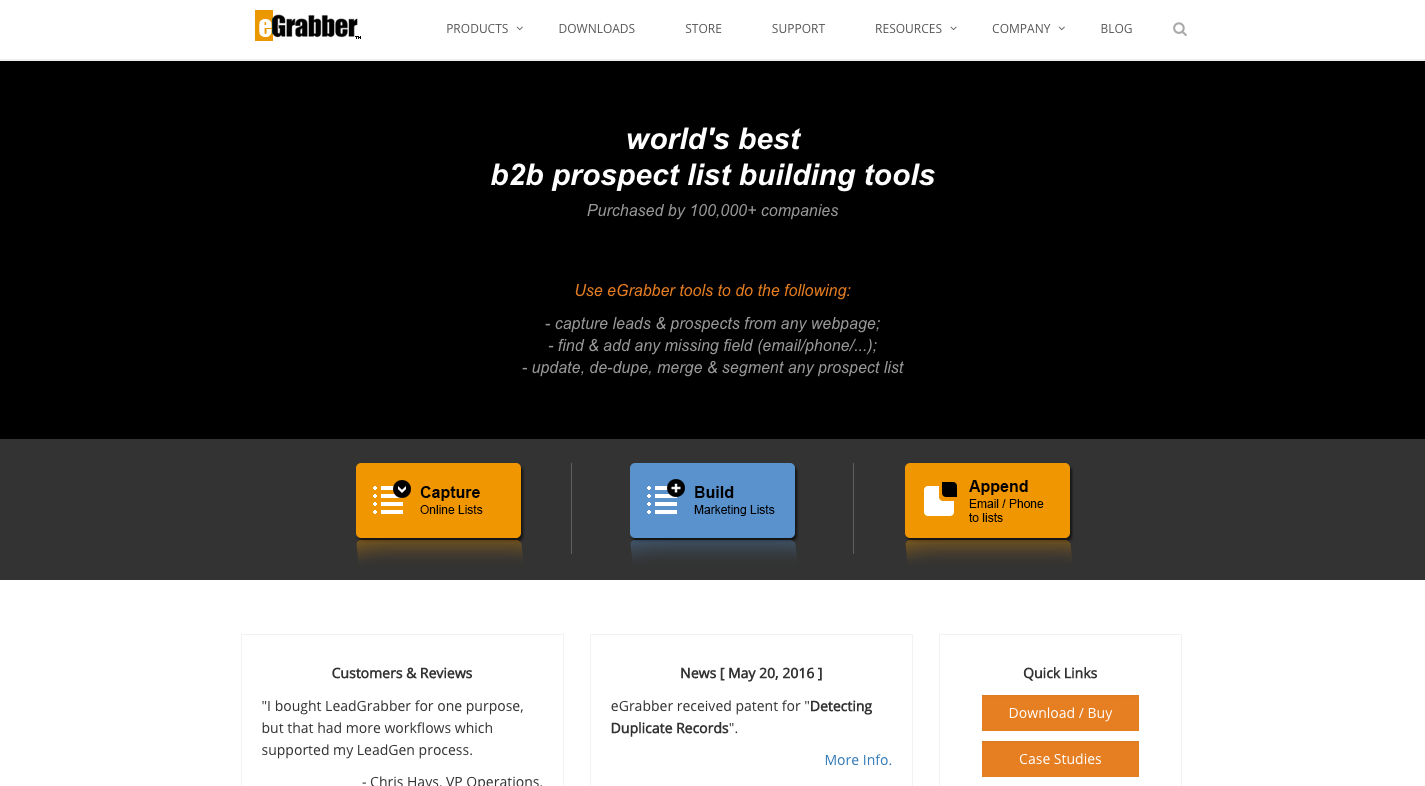 eGrabber™
PRODUCTS
DOWNLOADS
STORE
SUPPORT
RESOURCES
COMPANY
BLOG
world's best
b2b prospect list building tools
Purchased by 100,000+ companies
Use eGrabber tools to do the following:
- capture leads & prospects from any webpage;
- find & add any missing field (email/phone/...);
- update, de-dupe, merge & segment any prospect list
Capture
Online Lists
Build
Marketing Lists
Append
Email / Phone
to lists
Customers & Reviews
"I bought LeadGrabber for one purpose,
but that had more workflows which
supported my LeadGen process.
- Chris Hays, VP Operations,
News [ May 20, 2016 ]
eGrabber received patent for "Detecting
Duplicate Records".
More Info.
Quick Links
Download / Buy
Case Studies